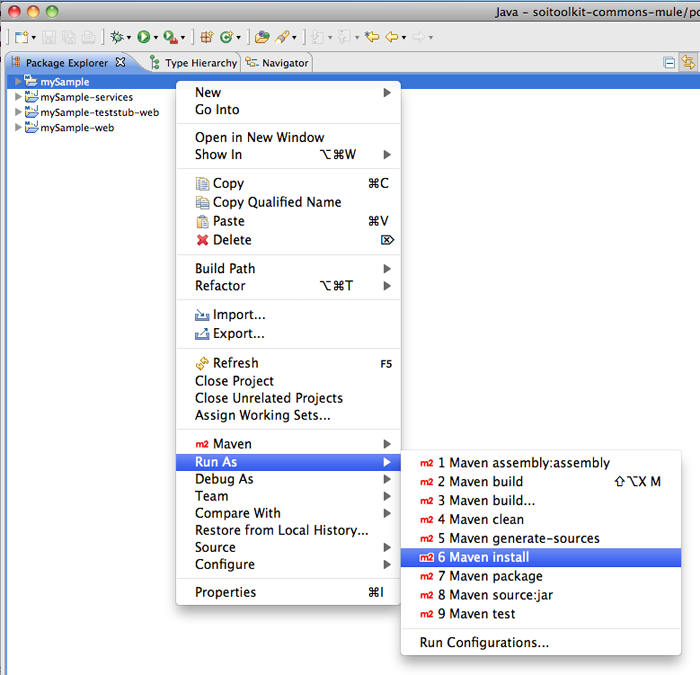 Java – soitoolkit-commons-mule/po
Package Explorer
Type Hierarchy
Navigator
mySample
mySample-services
mySample-teststub-web
mySample-web
New
Go Into
Open in New Window
Show In ⌥⌘W
Copy ⌘C
Copy Qualified Name
Paste ⌘V
Delete ⌦
Build Path
Refactor ⌥⌘T
Import...
Export...
Refresh F5
Close Project
Close Unrelated Projects
Assign Working Sets...
m2 Maven
Run As
Debug As
Team
Compare With
Restore from Local History...
Source
Configure
Properties ⌘I
m2 1 Maven assembly:assembly
m2 2 Maven build ⇧⌥X M
m2 3 Maven build...
m2 4 Maven clean
m2 5 Maven generate-sources
m2 6 Maven install
m2 7 Maven package
m2 8 Maven source:jar
m2 9 Maven test
Run Configurations...